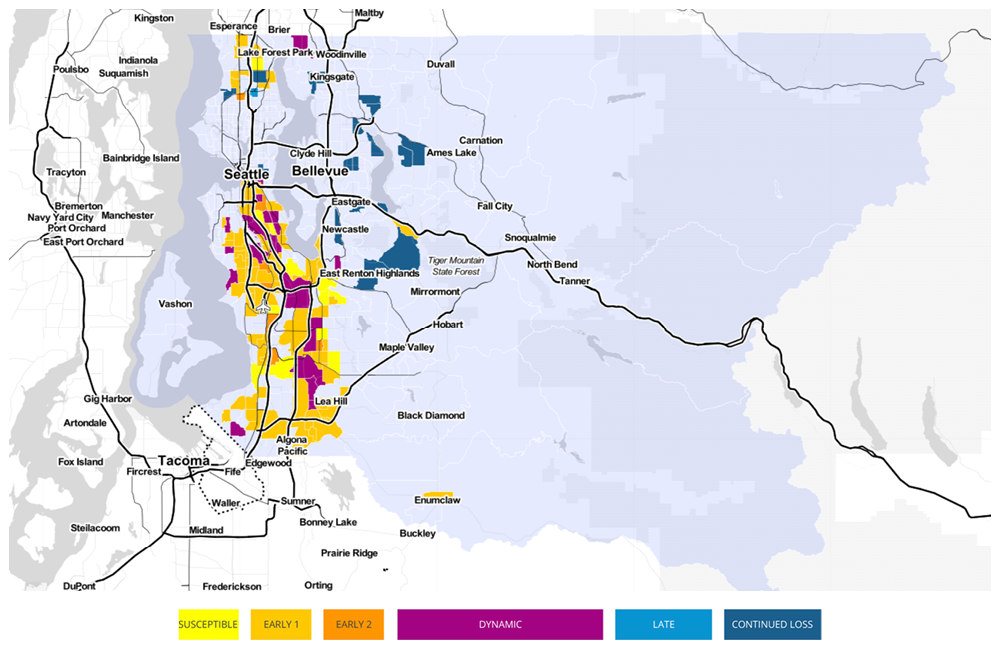 Kingston
Maltby
Esperance
Brier
Lake Forest Park
Woodinville
Indianola
Poulsbo
Suquamish
Kingsgate
Duvall
Carnation
Bainbridge Island
Clyde Hill
Ames Lake
Tracyton
Seattle
Bellevue
Bremerton
Eastgate
Fall City
Navy Yard City
Manchester
Port Orchard
Newcastle
East Port Orchard
Snoqualmie
Tiger Mountain
State Forest
North Bend
East Renton Highlands
Tanner
Mirrormont
Vashon
Hobart
Maple Valley
Gig Harbor
Lea Hill
Artondale
Black Diamond
Algona
Pacific
Fox Island
Tacoma
Edgewood
Fircrest
Fife
Enumclaw
Waller
Sumner
Bonney Lake
Steilacoom
Midland
Buckley
Prairie Ridge
DuPont
Frederickson
Orting
SUSCEPTIBLE
EARLY 1
EARLY 2
DYNAMIC
LATE
CONTINUED LOSS